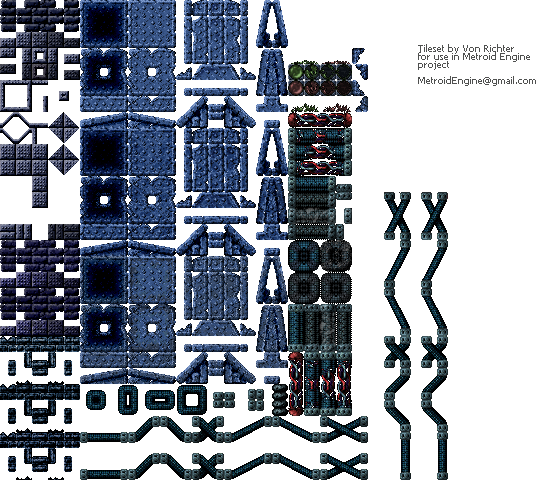 Tileset by Von Richter
for use in Metroid Engine
project
MetroidEngine@gmail.com